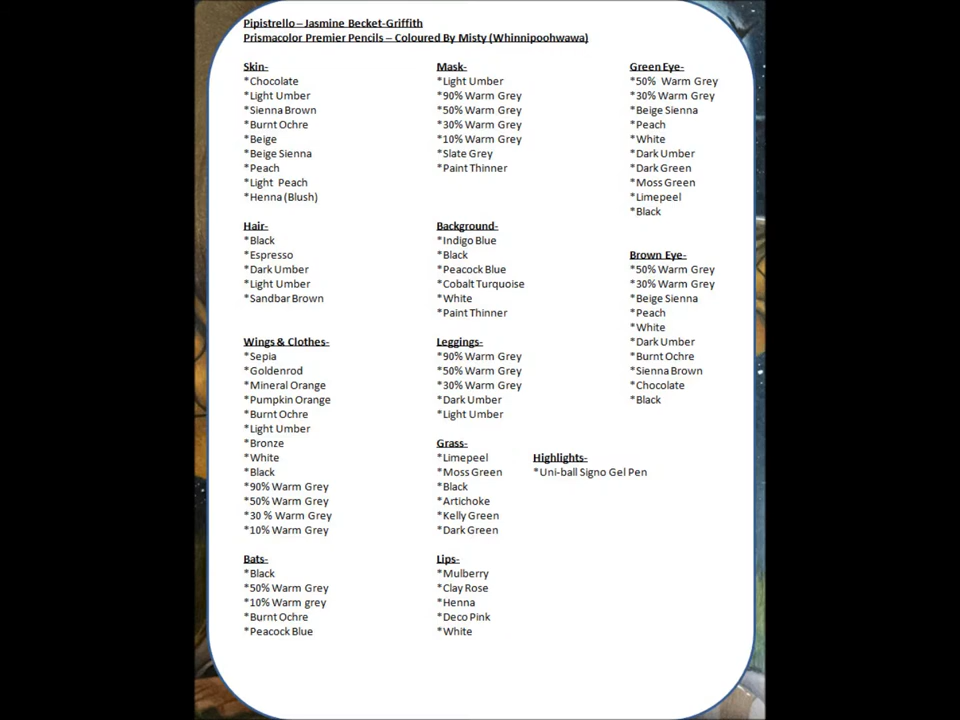 Pipistrello – Jasmine Becket-Griffith
Prismacolor Premier Pencils – Coloured By Misty (Whinnipoohwawa)
Skin-
*Chocolate
*Light Umber
*Sienna Brown
*Burnt Ochre
*Beige
*Beige Sienna
*Peach
*Light Peach
*Henna (Blush)
Hair-
*Black
*Espresso
*Dark Umber
*Light Umber
*Sandbar Brown
Wings & Clothes-
*Sepia
*Goldenrod
*Mineral Orange
*Pumpkin Orange
*Burnt Ochre
*Light Umber
*Bronze
*White
*Black
*90% Warm Grey
*50% Warm Grey
*30 % Warm Grey
*10% Warm Grey
Bats-
*Black
*50% Warm Grey
*10% Warm grey
*Burnt Ochre
*Peacock Blue
Mask-
*Light Umber
*90% Warm Grey
*50% Warm Grey
*30% Warm Grey
*10% Warm Grey
*Slate Grey
*Paint Thinner
Background-
*Indigo Blue
*Black
*Peacock Blue
*Cobalt Turquoise
*White
*Paint Thinner
Leggings-
*90% Warm Grey
*50% Warm Grey
*30% Warm Grey
*Dark Umber
*Light Umber
Grass-
*Limepeel
*Moss Green
*Black
*Artichoke
*Kelly Green
*Dark Green
Lips-
*Mulberry
*Clay Rose
*Henna
*Deco Pink
*White
Highlights-
*Uni-ball Signo Gel Pen
Green Eye-
*50% Warm Grey
*30% Warm Grey
*Beige Sienna
*Peach
*White
*Dark Umber
*Dark Green
*Moss Green
*Limepeel
*Black
Brown Eye-
*50% Warm Grey
*30% Warm Grey
*Beige Sienna
*Peach
*White
*Dark Umber
*Burnt Ochre
*Sienna Brown
*Chocolate
*Black